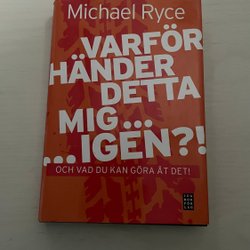 Michael Ryce
VARFÖR
HÄNDER
DETTA
MIG...
...IGEN?!
OCH VAD DU KAN GÖRA ÅT DET!